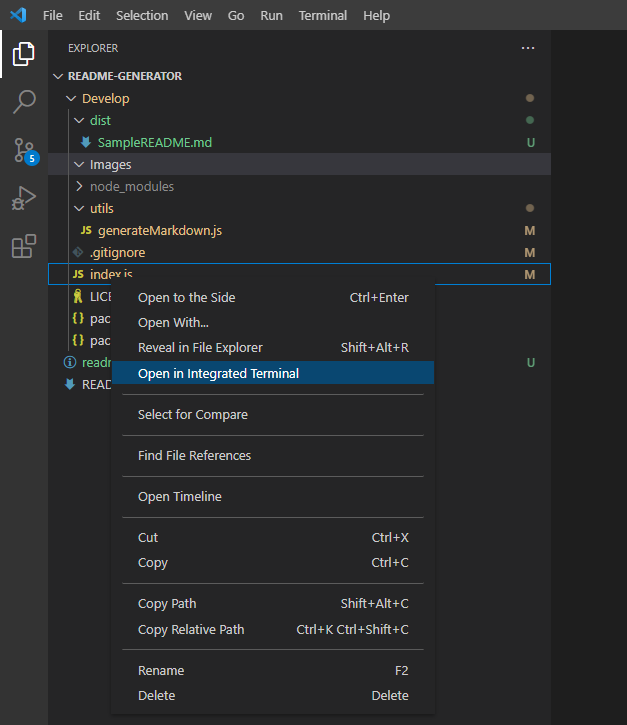 File Edit Selection View Go Run Terminal Help
EXPLORER ...
README-GENERATOR
Develop
dist
SampleREADME.md U
Images
node_modules
utils
JS generateMarkdown.js M
.gitignore M
JS index.js M
LICE
{} pac
{} pac
readm U
READ
5
Open to the Side Ctrl+Enter
Open With...
Reveal in File Explorer Shift+Alt+R
Open in Integrated Terminal
Select for Compare
Find File References
Open Timeline
Cut Ctrl+X
Copy Ctrl+C
Copy Path Shift+Alt+C
Copy Relative Path Ctrl+K Ctrl+Shift+C
Rename F2
Delete Delete